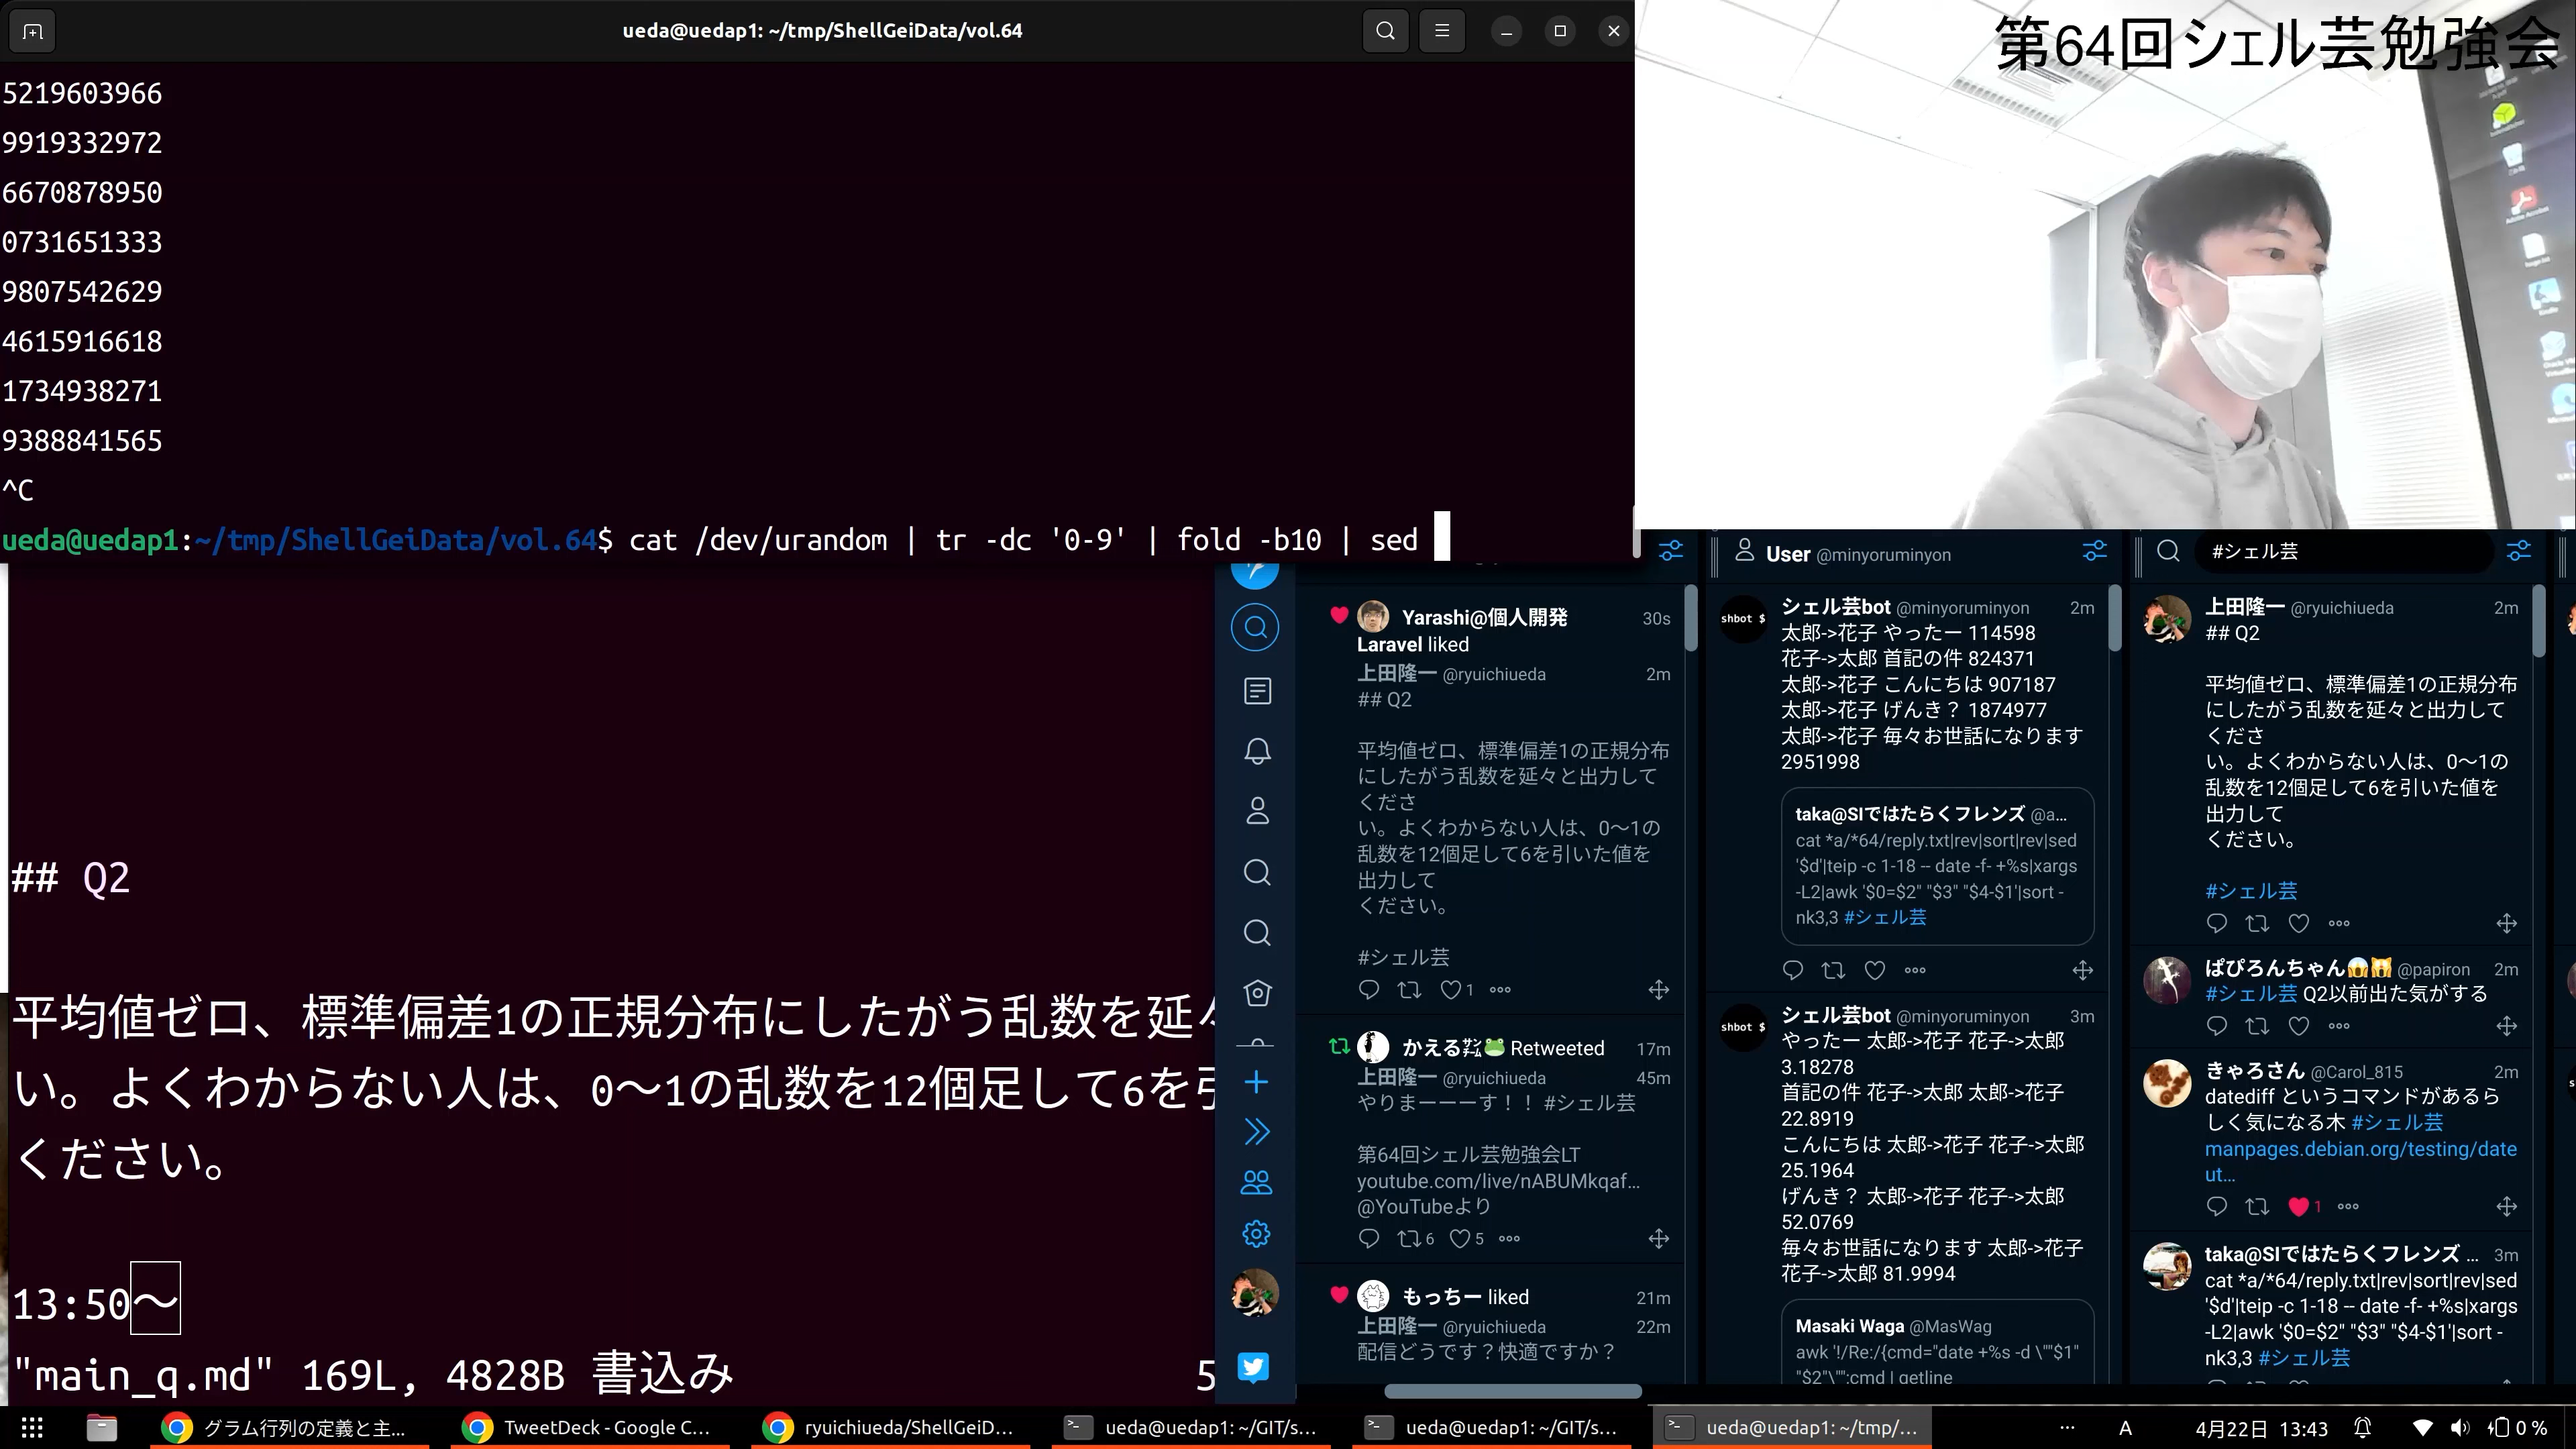 ueda@uedap1: ~/tmp/ShellGeiData/vol.64
5219603966
9919332972
6670878950
0731651333
9807542629
4615916618
1734938271
9388841565
^C
ueda@uedap1:~/tmp/ShellGeiData/vol.64$ cat /dev/urandom | tr -dc '0-9' | fold -b10 | sed
第64回シェル芸勉強会
## Q2
平均値ゼロ、標準偏差1の正規分布にしたがう乱数を延々
い。よくわからない人は、0〜1の乱数を12個足して6を引
ください。
13:50〜
"main_q.md" 169L, 4828B 書込み
5
Yarashi@個人開発 30s
Laravel liked
上田隆一 @ryuichiueda 2m
## Q2
平均値ゼロ、標準偏差1の正規分布
にしたがう乱数を延々と出力して
くださ
い。よくわからない人は、0〜1の
乱数を12個足して6を引いた値を
出力して
ください。
#シェル芸
1
かえる㌠🐸 Retweeted 17m
上田隆一 @ryuichiueda 45m
やりまーーーす！！ #シェル芸
第64回シェル芸勉強会LT
youtube.com/live/nABUMkqaf…
@YouTubeより
6 5
もっちー liked 21m
上田隆一 @ryuichiueda 22m
配信どうです？快適ですか？
User @minyoruminyon
shbot $
シェル芸bot @minyoruminyon 2m
太郎->花子 やったー 114598
花子->太郎 首記の件 824371
太郎->花子 こんにちは 907187
太郎->花子 げんき？ 1874977
太郎->花子 毎々お世話になります
2951998
taka@SIではたらくフレンズ @a…
cat *a/*64/reply.txt|rev|sort|rev|sed
'$d'|teip -c 1-18 -- date -f- +%s|xargs
-L2|awk '$0=$2" "$3" "$4-$1'|sort -
nk3,3 #シェル芸
shbot $
シェル芸bot @minyoruminyon 3m
やったー 太郎->花子 花子->太郎
3.18278
首記の件 花子->太郎 太郎->花子
22.8919
こんにちは 太郎->花子 花子->太郎
25.1964
げんき？ 太郎->花子 花子->太郎
52.0769
毎々お世話になります 太郎->花子
花子->太郎 81.9994
Masaki Waga @MasWag
awk '!/Re:/{cmd="date +%s -d \""$1"
"$2"\"";cmd | getline
#シェル芸
上田隆一 @ryuichiueda 2m
## Q2
平均値ゼロ、標準偏差1の正規分布
にしたがう乱数を延々と出力して
くださ
い。よくわからない人は、0〜1の
乱数を12個足して6を引いた値を
出力して
ください。
#シェル芸
ぱぴろんちゃん😱🙀 @papiron 2m
#シェル芸 Q2以前出た気がする
きゃろさん @Carol_815 2m
datediff というコマンドがあるら
しく気になる木 #シェル芸
manpages.debian.org/testing/date
ut…
1
taka@SIではたらくフレンズ … 3m
cat *a/*64/reply.txt|rev|sort|rev|sed
'$d'|teip -c 1-18 -- date -f- +%s|xargs
-L2|awk '$0=$2" "$3" "$4-$1'|sort -
nk3,3 #シェル芸
グラム行列の定義と主…
TweetDeck - Google C…
ryuichiueda/ShellGeiD…
ueda@uedap1: ~/GIT/s…
ueda@uedap1: ~/GIT/s…
ueda@uedap1: ~/tmp/…
A
4月22日 13:43
0 %